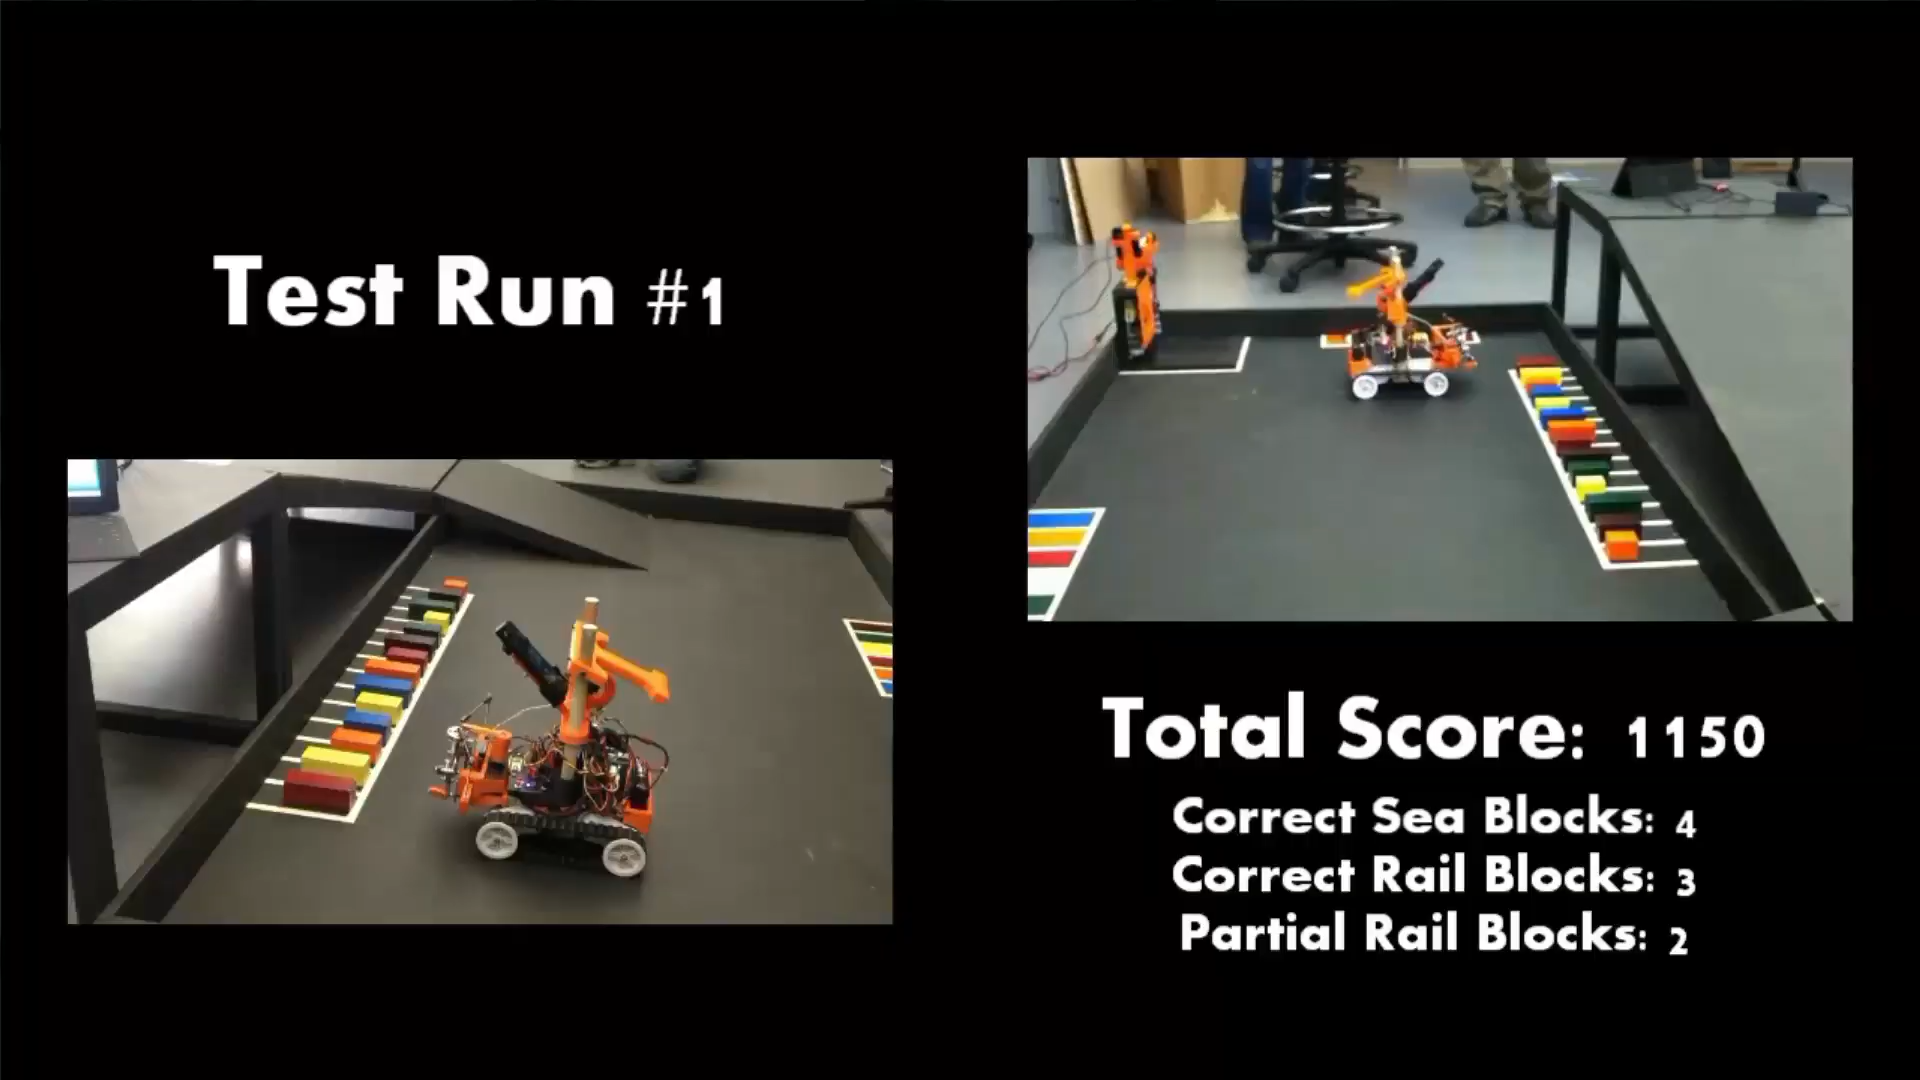 Test Run #1
Total Score: 1150
Correct Sea Blocks: 4
Correct Rail Blocks: 3
Partial Rail Blocks: 2